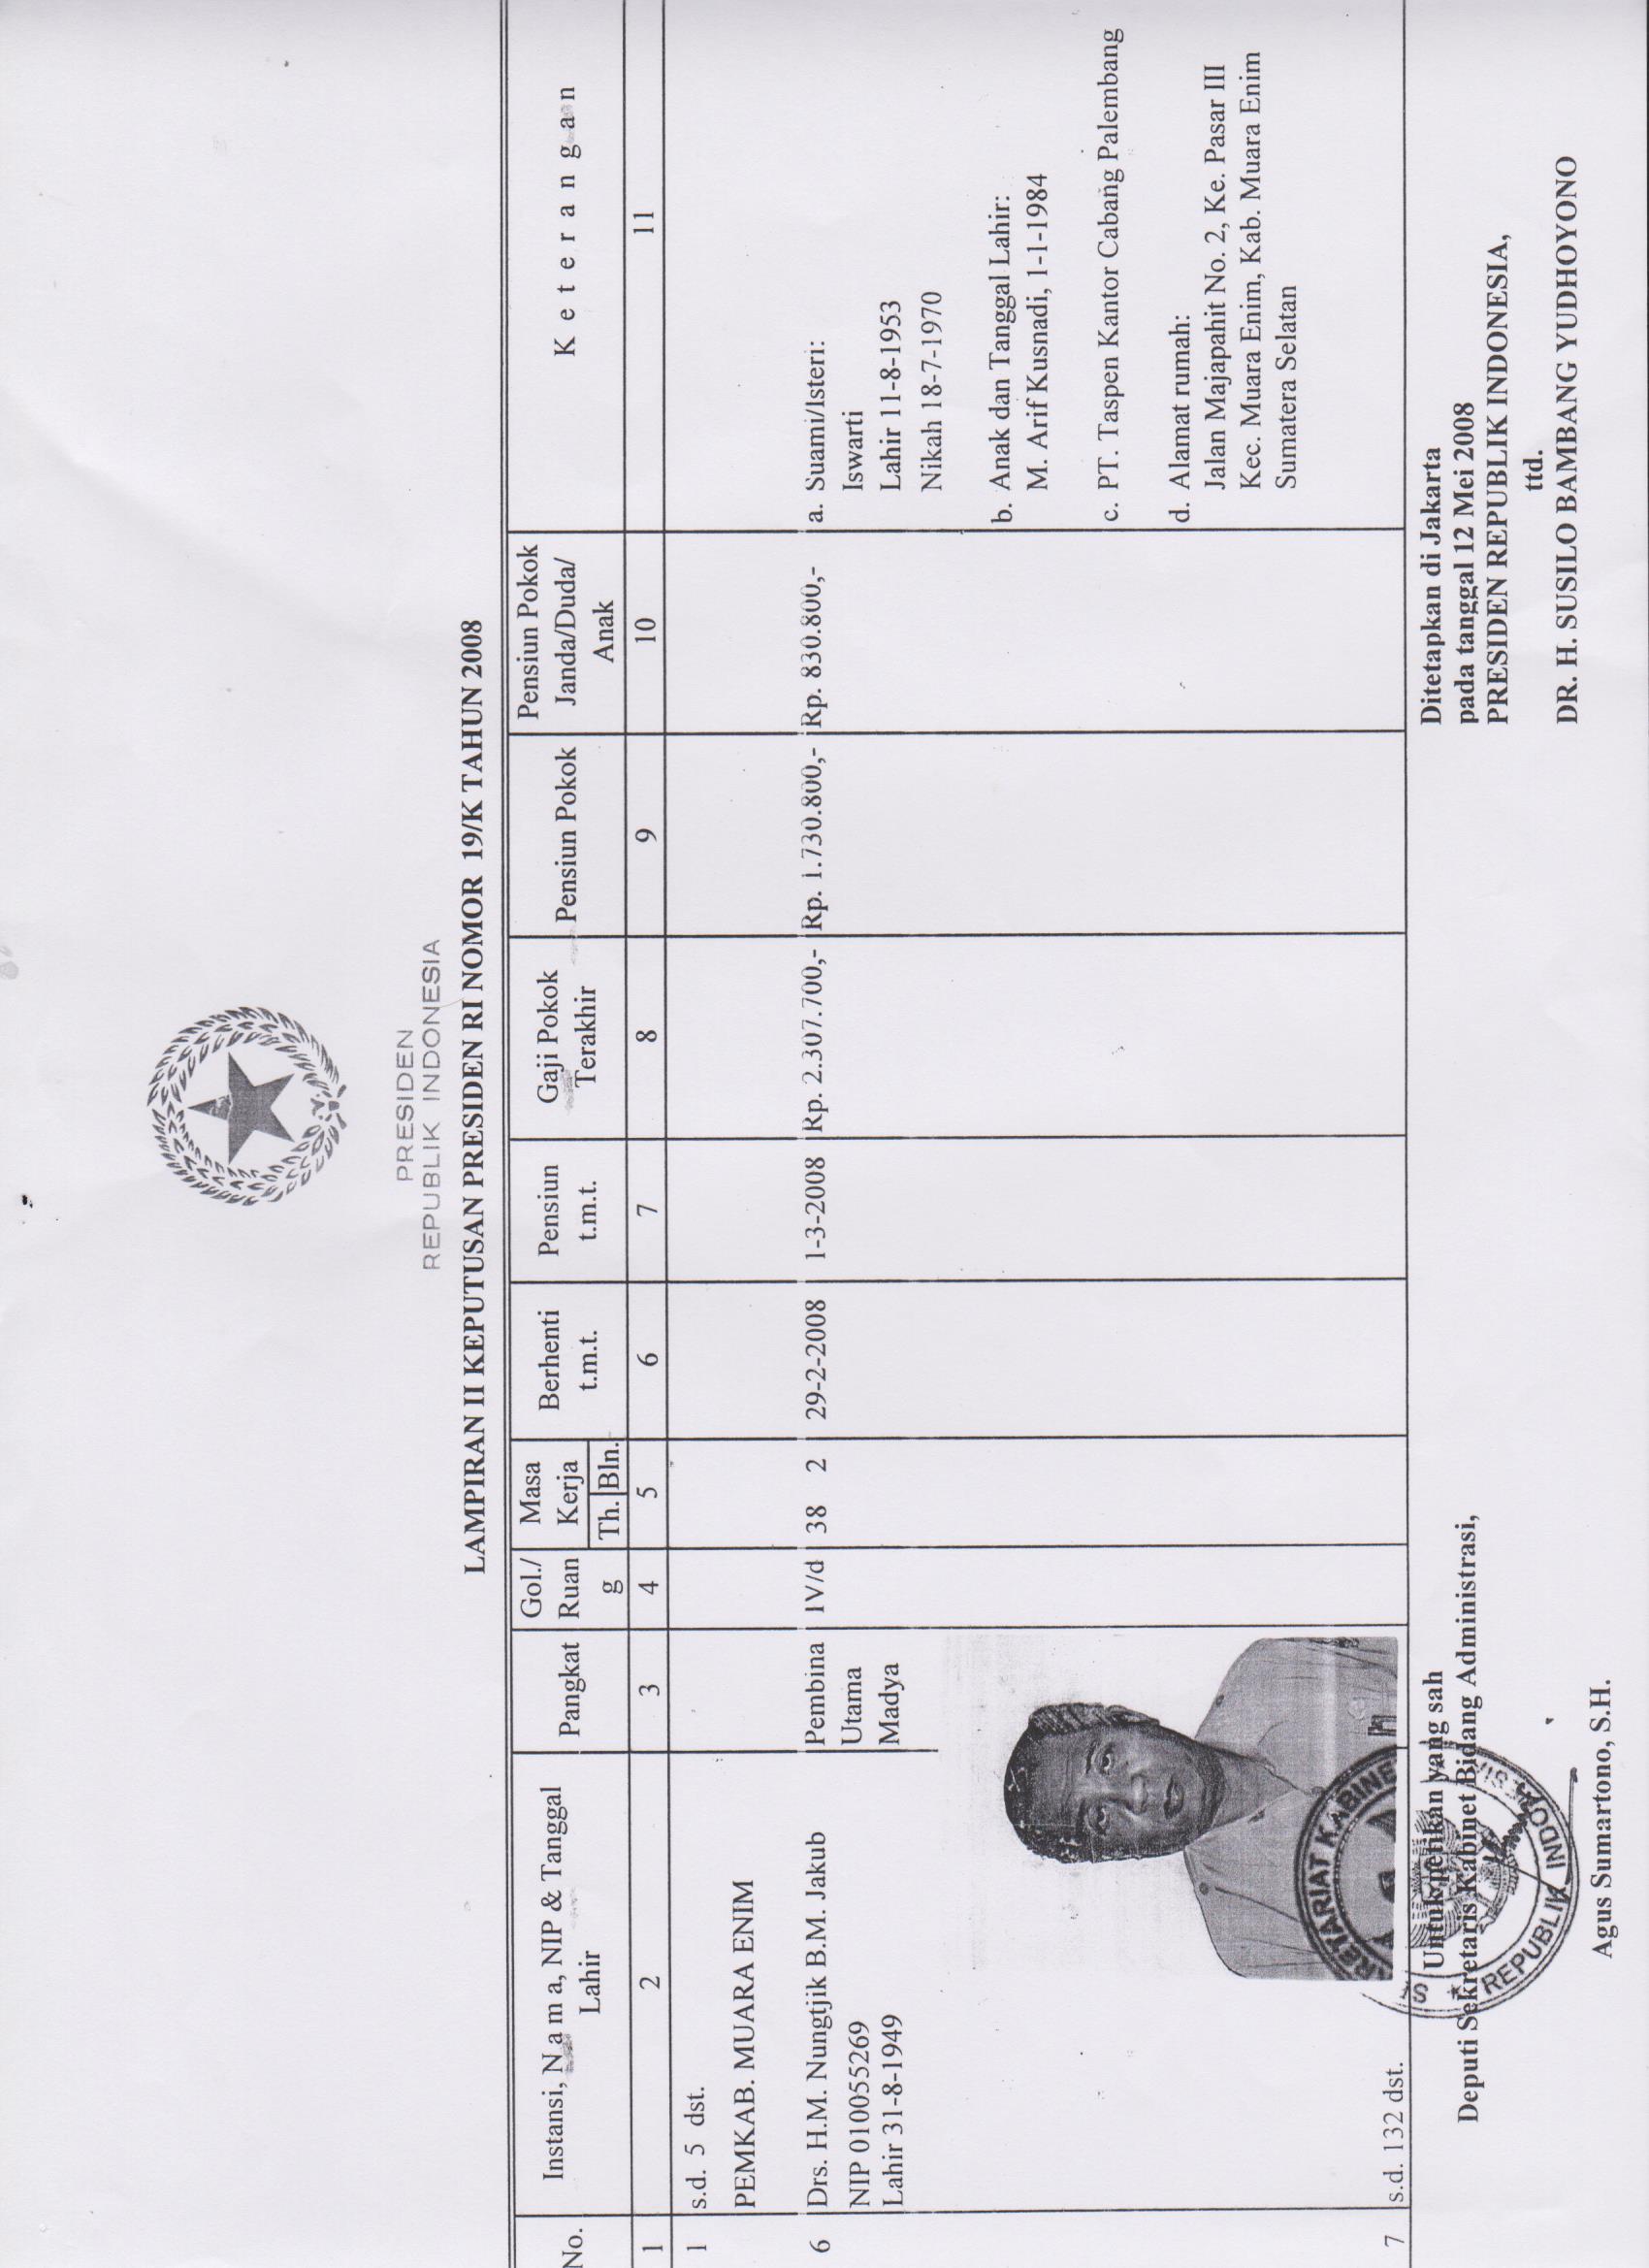 PRESIDEN
REPUBLIK INDONESIA
LAMPIRAN II KEPUTUSAN PRESIDEN RI NOMOR 19/K TAHUN 2008
No.
Instansi, N a m a, NIP & Tanggal
Lahir
Pangkat
Gol./
Ruan
g
Masa
Kerja
Th. Bln.
Berhenti
t.m.t.
Pensiun
t.m.t.
Gaji Pokok
Terakhir
Pensiun Pokok
Pensiun Pokok
Janda/Duda/
Anak
K e t e r a n g a n
1 2 3 4 5 6 7 8 9 10 11
1 s.d. 5 dst.
PEMKAB. MUARA ENIM
6 Drs. H.M. Nungtjik B.M. Jakub
NIP 010055269
Lahir 31-8-1949
Pembina
Utama
Madya
IV/d 38 2 29-2-2008 1-3-2008 Rp. 2.307.700,- Rp. 1.730.800,- Rp. 830.800,-
a. Suami/Isteri:
Iswarti
Lahir 11-8-1953
Nikah 18-7-1970
b. Anak dan Tanggal Lahir:
M. Arif Kusnadi, 1-1-1984
c. PT. Taspen Kantor Cabang Palembang
d. Alamat rumah:
Jalan Majapahit No. 2, Ke. Pasar III
Kec. Muara Enim, Kab. Muara Enim
Sumatera Selatan
7 s.d. 132 dst.
Untuk petikan yang sah
Deputi Sekretaris Kabinet Bidang Administrasi,
RETARIAT KABINE
REPUBLIK INDONESIA
Agus Sumartono, S.H.
Ditetapkan di Jakarta
pada tanggal 12 Mei 2008
PRESIDEN REPUBLIK INDONESIA,
ttd.
DR. H. SUSILO BAMBANG YUDHOYONO